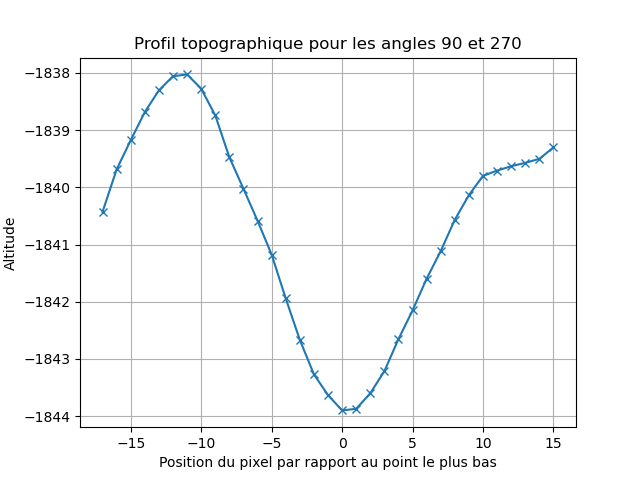 Profil topographique pour les angles 90 et 270
−1838
−1839
−1840
−1841
−1842
−1843
−1844
Altitude
−15 −10 −5 0 5 10 15
Position du pixel par rapport au point le plus bas